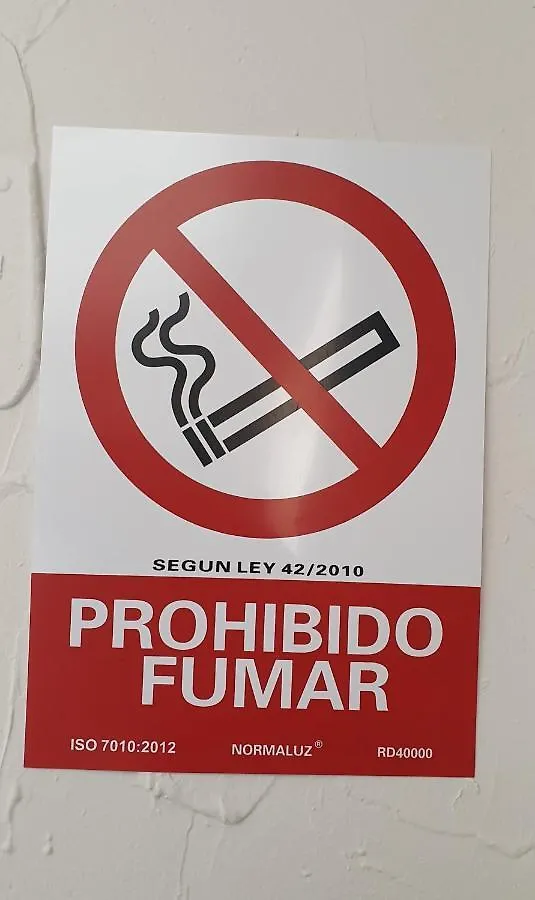 SEGUN LEY 42/2010
PROHIBIDO
FUMAR
ISO 7010:2012 NORMALUZ® RD40000